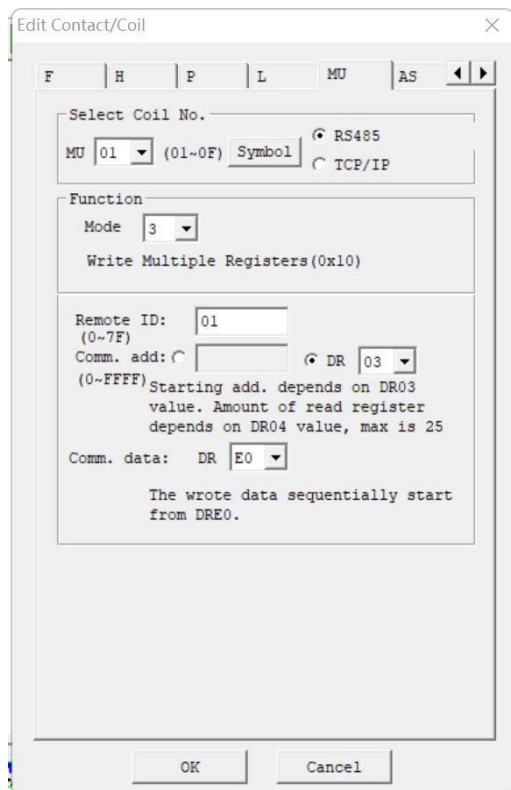 Edit Contact/Coil
F H P L MU AS
Select Coil No.
MU 01 (01~0F) Symbol
RS485
TCP/IP
Function
Mode 3
Write Multiple Registers(0x10)
Remote ID: 01
(0~7F)
Comm. add: DR 03
(0~FFFF)
Starting add. depends on DR03
value. Amount of read register
depends on DR04 value, max is 25
Comm. data: DR E0
The wrote data sequentially start
from DRE0.
OK Cancel